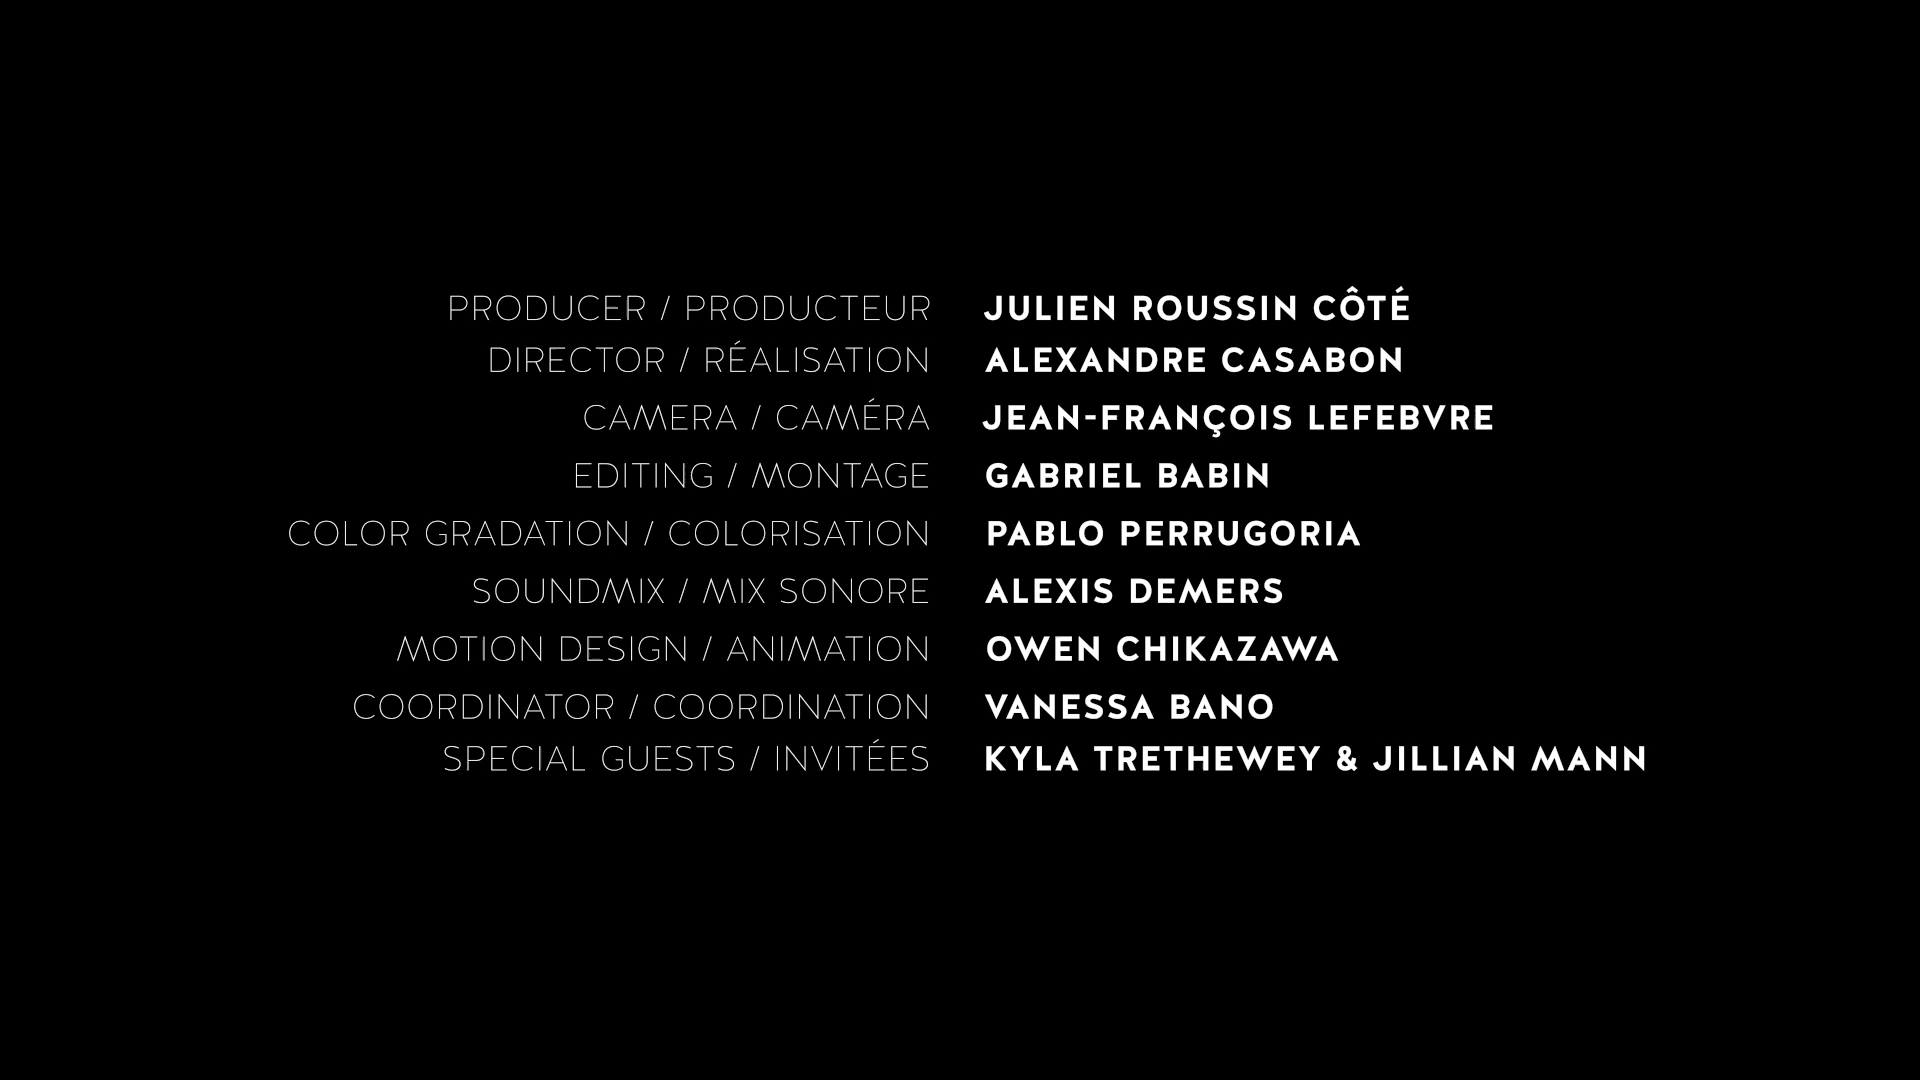 PRODUCER / PRODUCTEUR JULIEN ROUSSIN CÔTÉ
DIRECTOR / RÉALISATION ALEXANDRE CASABON
CAMERA / CAMÉRA JEAN-FRANÇOIS LEFEBVRE
EDITING / MONTAGE GABRIEL BABIN
COLOR GRADATION / COLORISATION PABLO PERRUGORIA
SOUNDMIX / MIX SONORE ALEXIS DEMERS
MOTION DESIGN / ANIMATION OWEN CHIKAZAWA
COORDINATOR / COORDINATION VANESSA BANO
SPECIAL GUESTS / INVITÉES KYLA TRETHEWEY & JILLIAN MANN